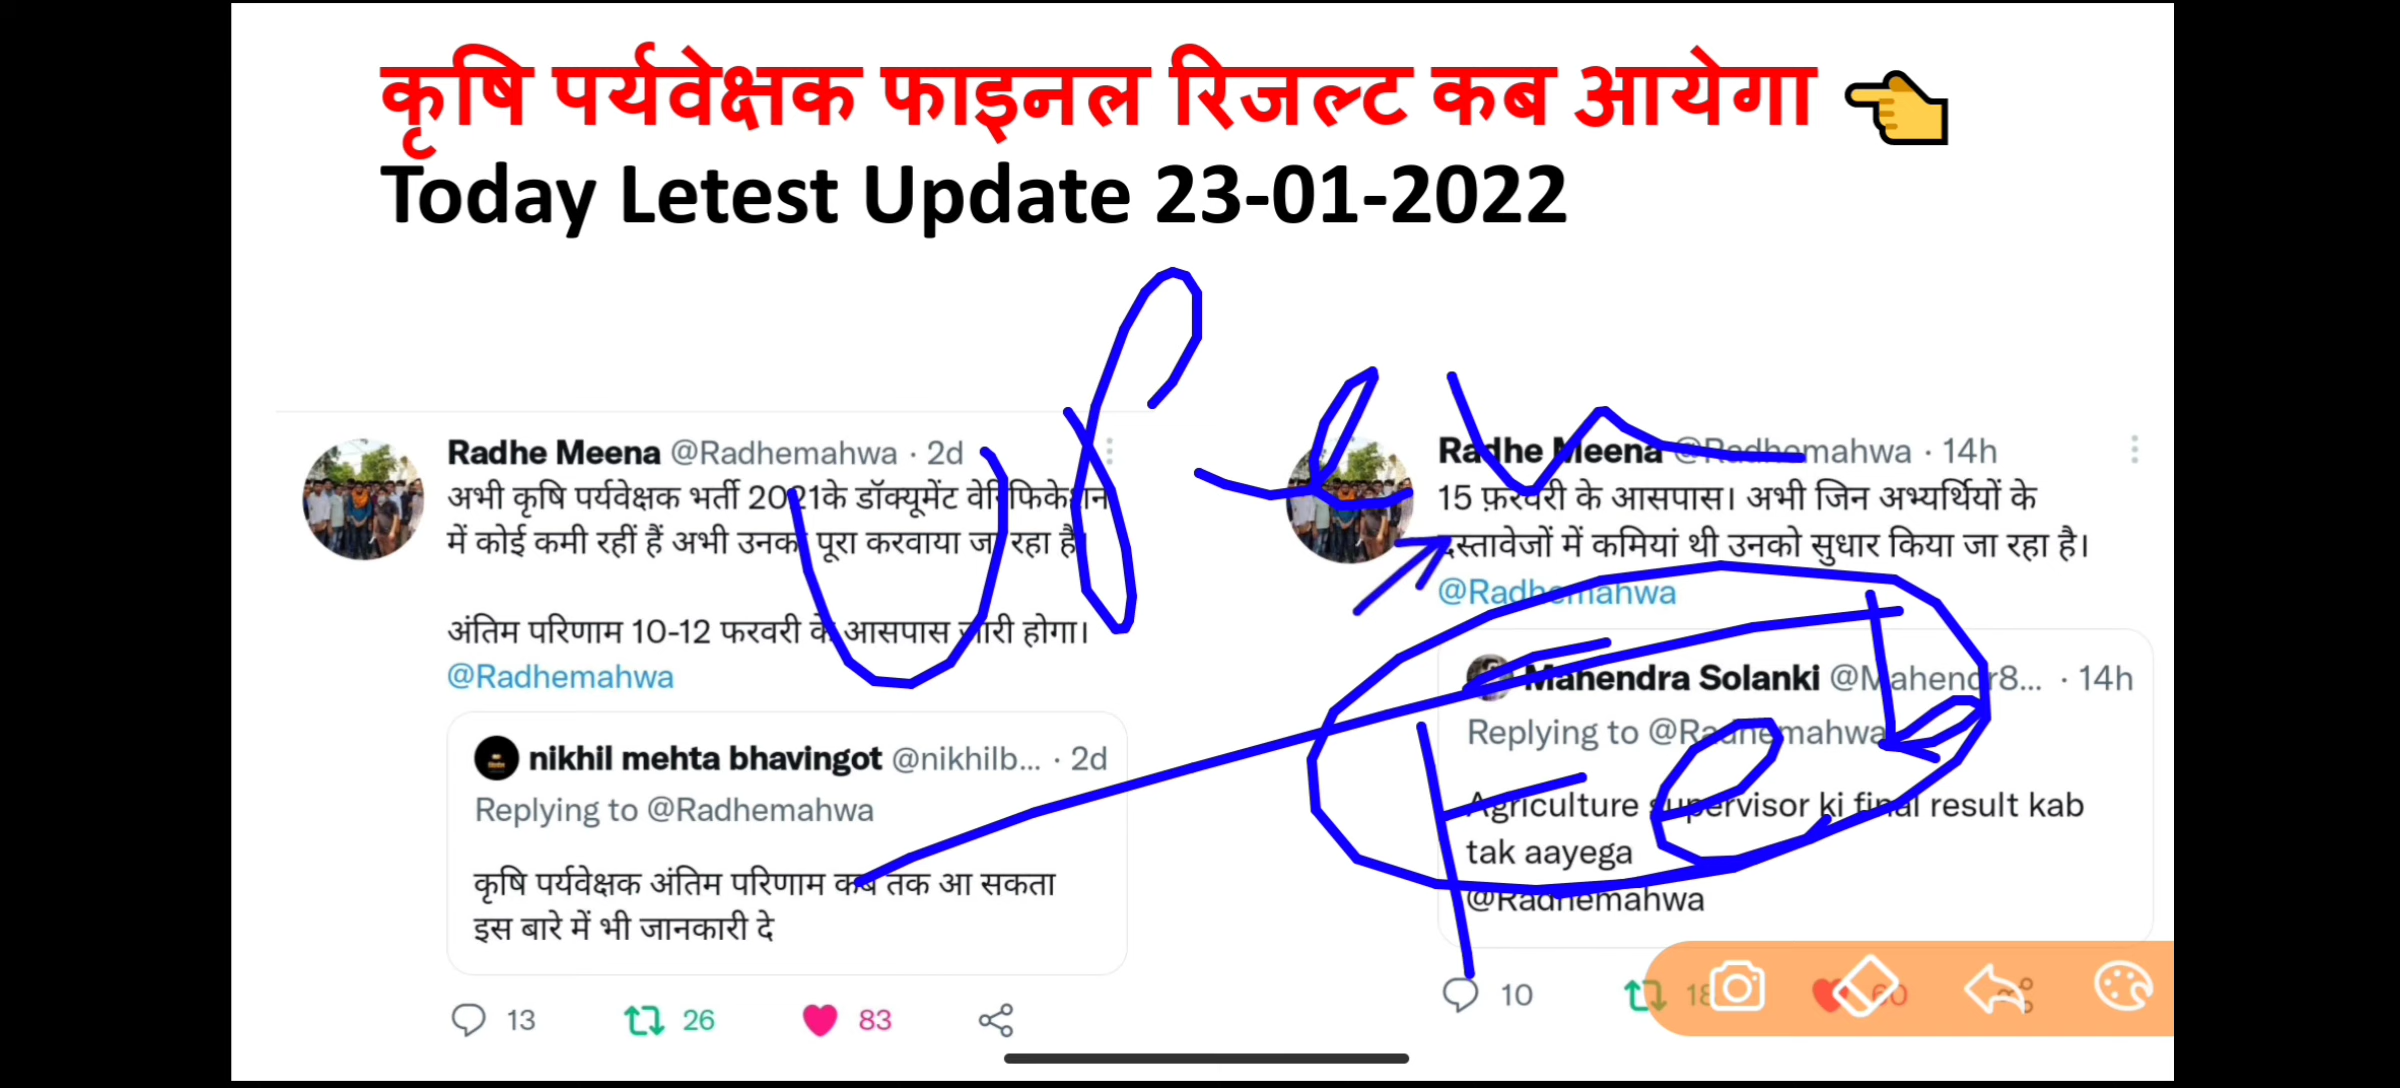 कृषि पर्यवेक्षक फाइनल रिजल्ट कब आयेगा
Today Letest Update 23-01-2022
Radhe Meena @Radhemahwa · 2d
अभी कृषि पर्यवेक्षक भर्ती 2021के डॉक्यूमेंट वेरिफिकेशन
में कोई कमी रहीं हैं अभी उनका पूरा करवाया जा रहा है।
अंतिम परिणाम 10-12 फरवरी के आसपास जारी होगा।
@Radhemahwa
nikhil mehta bhavingot @nikhilb... · 2d
Replying to @Radhemahwa
कृषि पर्यवेक्षक अंतिम परिणाम कब तक आ सकता
इस बारे में भी जानकारी दे
13 26 83
Radhe Meena @Radhemahwa · 14h
15 फ़रवरी के आसपास। अभी जिन अभ्यर्थियों के
दस्तावेजों में कमियां थी उनको सुधार किया जा रहा है।
@Radhemahwa
Manendra Solanki @Mahendr8... · 14h
Replying to @Radhemahwa
Agriculture supervisor ki final result kab
tak aayega
@Radhemahwa
10 18 60